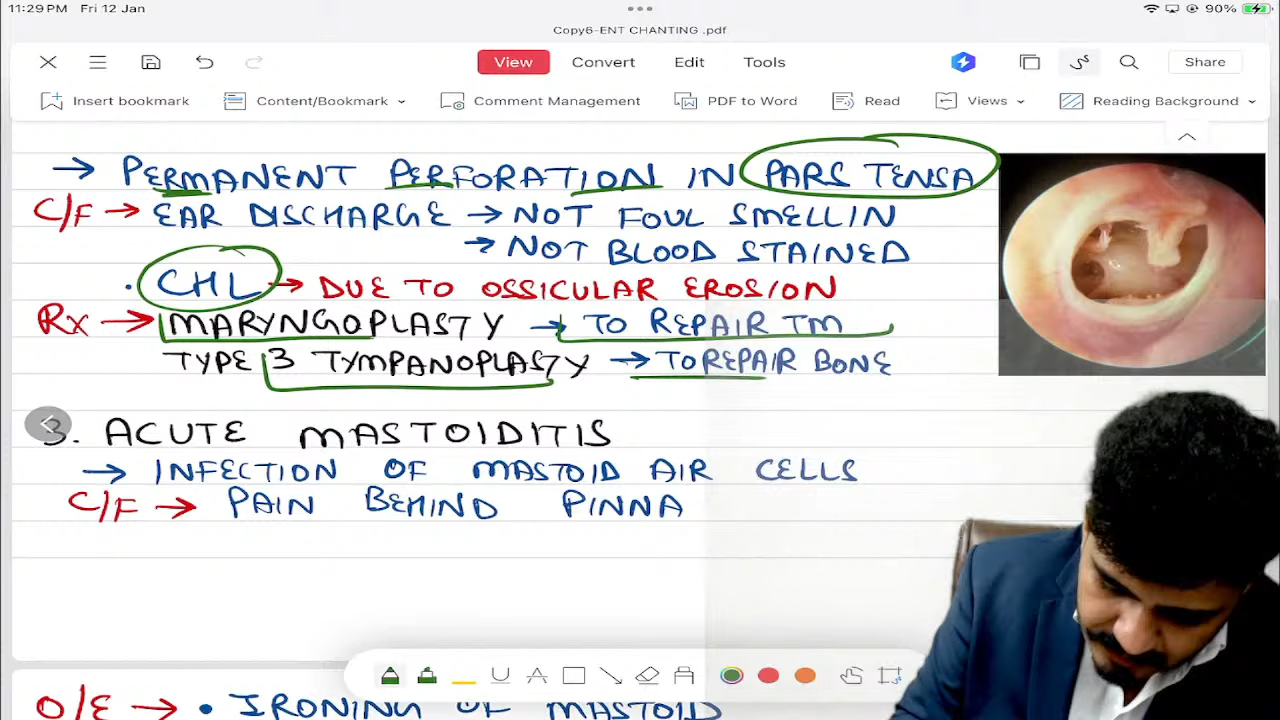 11:29 PM Fri 12 Jan
90%
Copy6-ENT CHANTING .pdf
View Convert Edit Tools Share
Insert bookmark Content/Bookmark Comment Management PDF to Word Read Views Reading Background
→ PERMANENT PERFORATION IN PARS TENSA
C/F → EAR DISCHARGE → NOT FOUL SMELLIN
→ NOT BLOOD STAINED
• CHL → DUE TO OSSICULAR EROSION
Rx → MARYNGOPLASTY → TO REPAIR TM
TYPE 3 TYMPANOPLASTY → TO REPAIR BONE
3. ACUTE MASTOIDITIS
→ INFECTION OF MASTOID AIR CELLS
C/F → PAIN BEHIND PINNA
O/E → • IRONING OF MASTOID